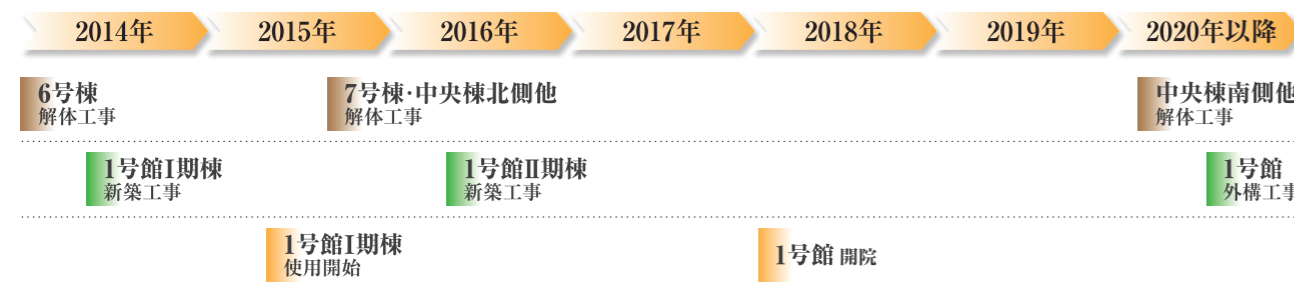 2014年 2015年 2016年 2017年 2018年 2019年 2020年以降
6号棟 7号棟・中央棟北側他 中央棟南側他
解体工事 解体工事 解体工事
1号館Ⅰ期棟 1号館Ⅱ期棟 1号館
新築工事 新築工事 外構工事
1号館Ⅰ期棟
使用開始
1号館 開院